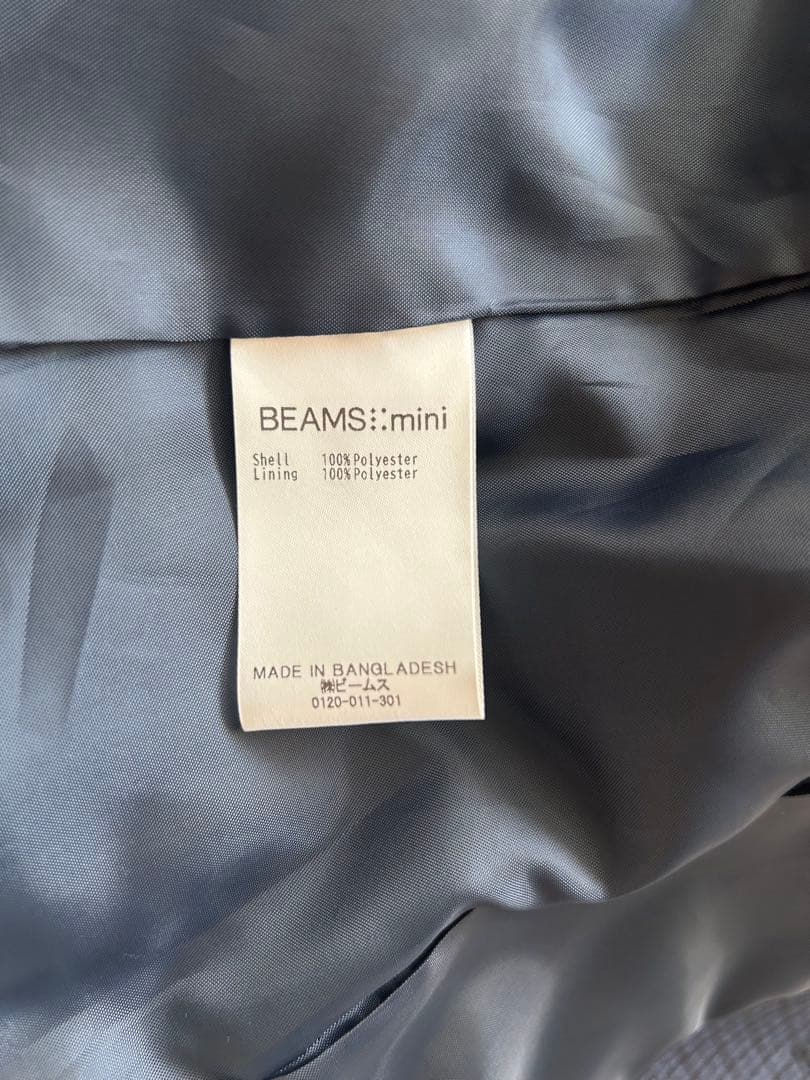 BEAMS mini
Shell 100% Polyester
Lining 100% Polyester
MADE IN BANGLADESH
㈱ビームス
0120-011-301